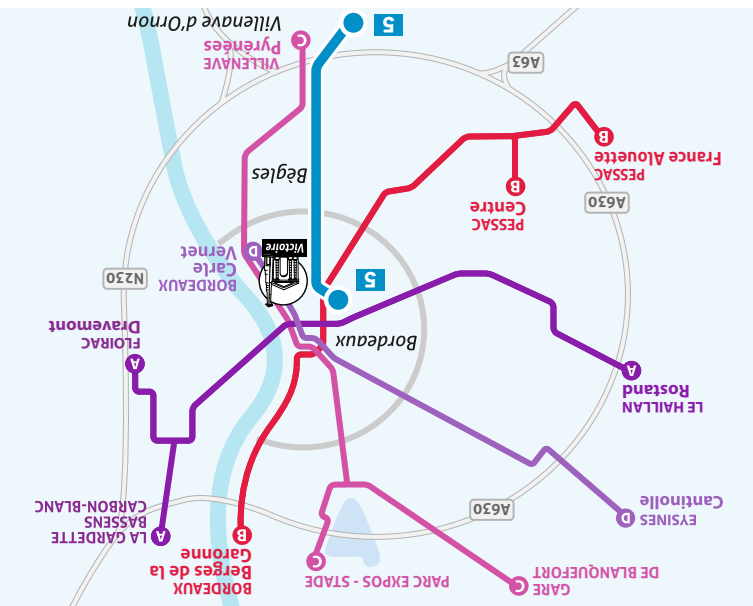 GARE
DE BLANQUEFORT
C
PARC EXPOS - STADE
C
BORDEAUX
Berges de la
Garonne
B
LA GARDETTE
BASSENS
CARBON-BLANC
A
EYSINES
Cantinolle
D
A630
LE HAILLAN
Rostand
A
Bordeaux
FLOIRAC
Dravemont
A
5
N230
BORDEAUX
Carle
Vernet
D
Victoire
A630
PESSAC
Centre
B
PESSAC
France Alouette
B
Bègles
A63
VILLENAVE
Pyrénées
C
5
Villenave d'Ornon